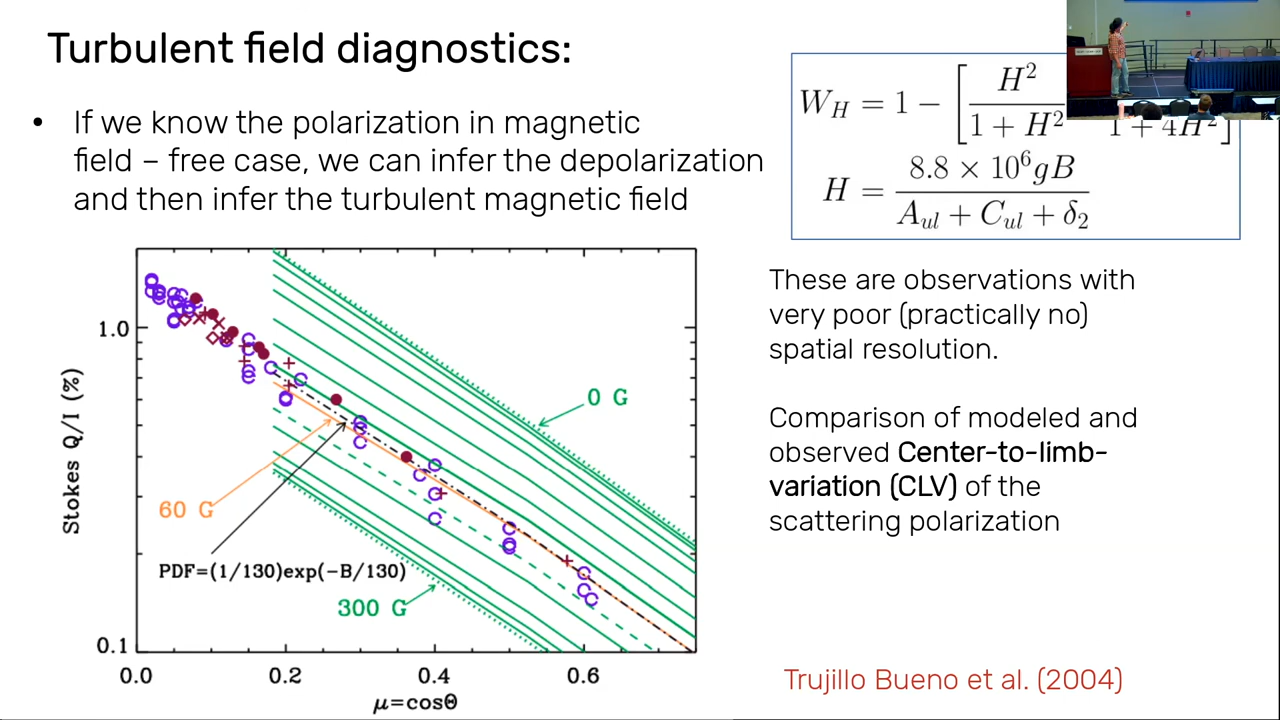 Turbulent field diagnostics:
• If we know the polarization in magnetic
field – free case, we can infer the depolarization
and then infer the turbulent magnetic field
W_H = 1 − [ H² / (1 + H² 1 + 4H² ]
H = 8.8 × 10⁶ gB / (A_ul + C_ul + δ₂)
These are observations with
very poor (practically no)
spatial resolution.
Comparison of modeled and
observed Center-to-limb-
variation (CLV) of the
scattering polarization
Trujillo Bueno et al. (2004)
Stokes Q/I (%)
1.0
0.1
0 G
60 G
PDF=(1/130)exp(−B/130)
300 G
0.0 0.2 0.4 0.6
μ=cosΘ